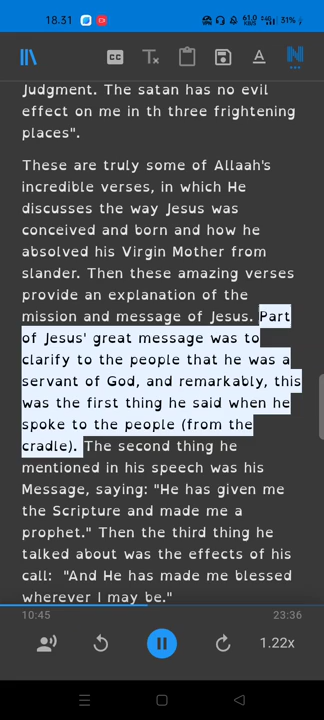 18.31
61.0
KB/S
31%
CC
Judgment. The satan has no evil
effect on me in th three frightening
places".
These are truly some of Allaah's
incredible verses, in which He
discusses the way Jesus was
conceived and born and how he
absolved his Virgin Mother from
slander. Then these amazing verses
provide an explanation of the
mission and message of Jesus. Part
of Jesus' great message was to
clarify to the people that he was a
servant of God, and remarkably, this
was the first thing he said when he
spoke to the people (from the
cradle). The second thing he
mentioned in his speech was his
Message, saying: "He has given me
the Scripture and made me a
prophet." Then the third thing he
talked about was the effects of his
call:  "And He has made me blessed
wherever I may be."
10:45
23:36
1.22x